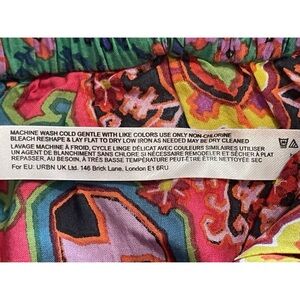 MACHINE WASH COLD GENTLE WITH LIKE COLORS USE ONLY NON-CHLORINE
BLEACH RESHAPE & LAY FLAT TO DRY LOW IRON AS NEEDED MAY BE DRY CLEANED
LAVAGE MACHINE À FROID, CYCLE LINGE DÉLICAT AVEC COULEURS SIMILAIRES UTILISER
UN AGENT DE BLANCHIMENT SANS CHLORE SI NÉCESSAIRE REMODELER ET SÉCHER À PLAT
REPASSER, AU BESOIN, À TRÈS BASSE TEMPÉRATURE PEUT-ÊTRE ÊTRE NETTOYÉE SEC
For EU: URBN UK Ltd. 146 Brick Lane, London E1 6RU